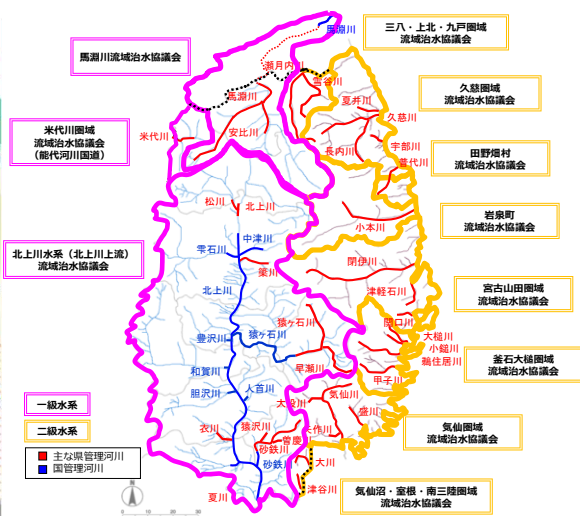 三八・上北・九戸圏域
流域治水協議会
馬淵川
馬淵川流域治水協議会
瀬月内川
雪谷川
馬淵川
夏井川
久慈圏域
流域治水協議会
久慈川
米代川圏域
流域治水協議会
（能代河川国道）
米代川
安比川
長内川
宇部川
普代川
田野畑村
流域治水協議会
松川
北上川
小本川
岩泉町
流域治水協議会
中津川
雫石川
北上川水系（北上川上流）
流域治水協議会
簗川
閉伊川
北上川
津軽石川
宮古山田圏域
流域治水協議会
関口川
豊沢川
猿ヶ石川
猿ヶ石川
大槌川
小鎚川
鵜住居川
釜石大槌圏域
流域治水協議会
早瀬川
和賀川
甲子川
胆沢川
人首川
大股川
気仙川
一級水系
二級水系
盛川
気仙圏域
流域治水協議会
衣川
猿沢川
曽慶川
矢作川
砂鉄川
主な県管理河川
国管理河川
砂鉄川
大川
夏川
津谷川
気仙沼・室根・南三陸圏域
流域治水協議会
N